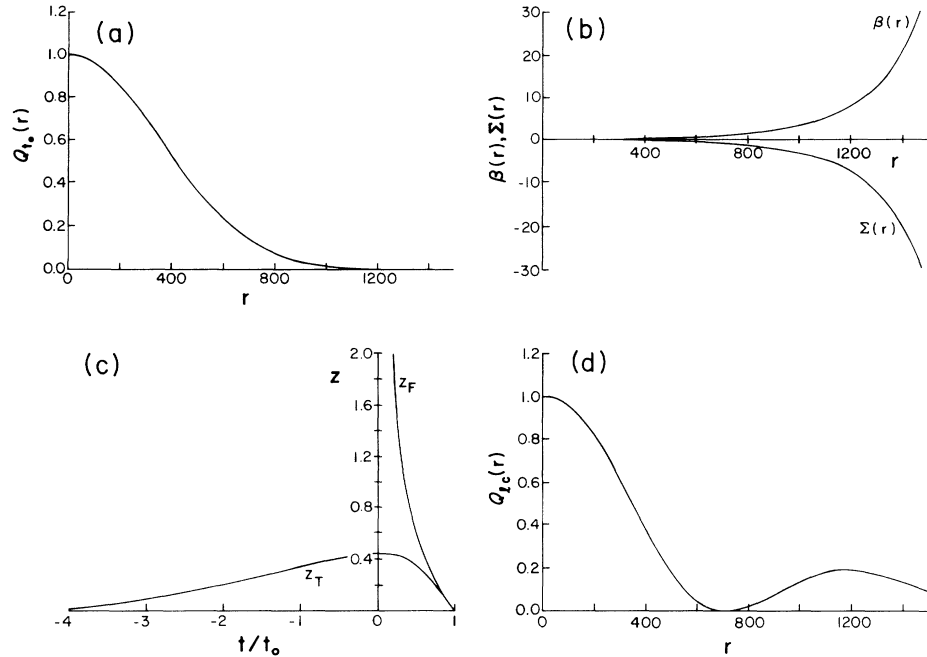 (a)
1.2
1.0
0.8
0.6
0.4
0.2
0.0
Q_{t_o}(r)
0 400 800 1200
r
(b)
30
20
10
0
-10
-20
-30
β(r), Σ(r)
β(r)
400 800 1200 r
Σ(r)
(c)
z
2.0
1.6
1.2
0.8
0.4
z_F
z_T
-4 -3 -2 -1 0 1
t/t_o
(d)
1.2
1.0
0.8
0.6
0.4
0.2
0.0
Q_{lc}(r)
0 400 800 1200
r